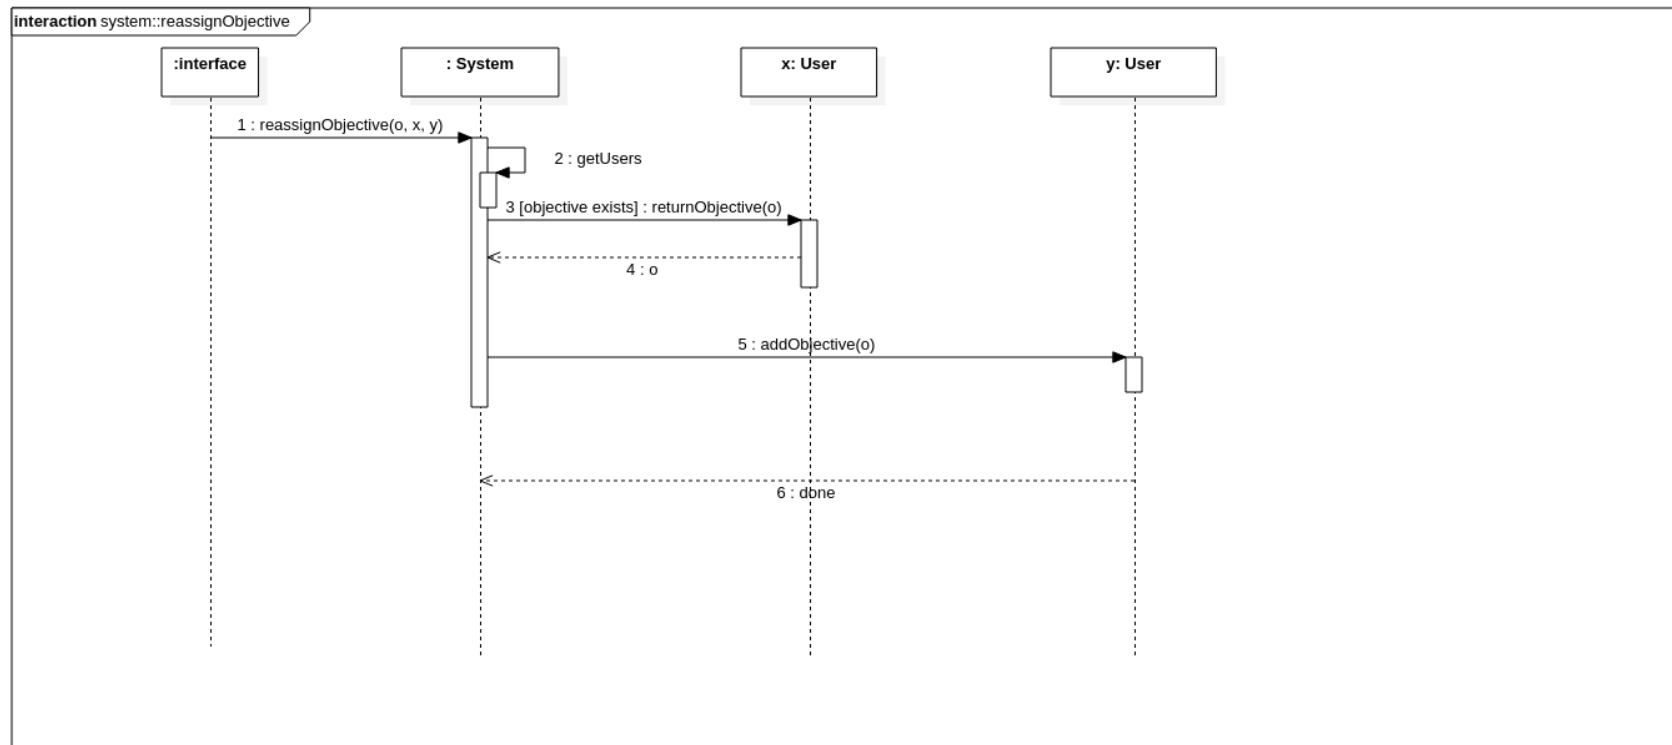 interaction system::reassignObjective
:interface
: System
x: User
y: User
1 : reassignObjective(o, x, y)
2 : getUsers
3 [objective exists] : returnObjective(o)
4 : o
5 : addObjective(o)
6 : done